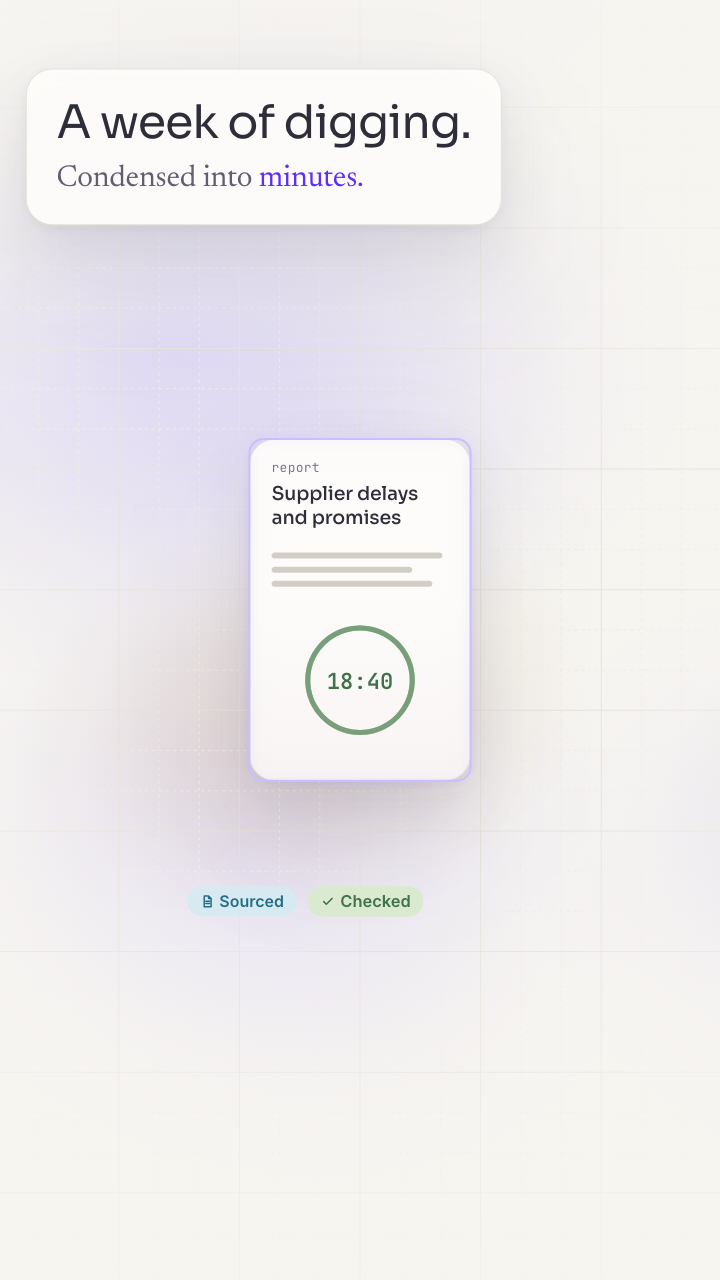 A week of digging.
Condensed into minutes.
report
Supplier delays
and promises
18:40
Sourced
Checked